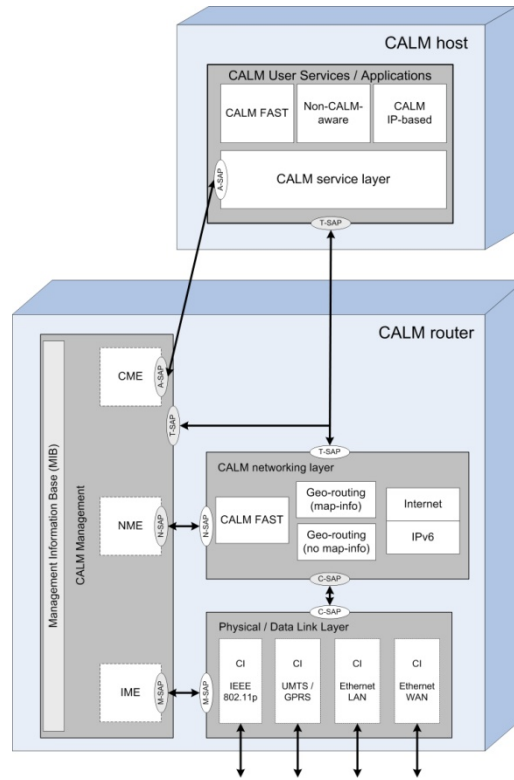 CALM host
CALM User Services / Applications
CALM FAST
Non-CALM-
aware
CALM
IP-based
A-SAP
CALM service layer
T-SAP
CALM router
Management Information Base (MIB)
CALM Management
CME
A-SAP
T-SAP
NME
N-SAP
IME
M-SAP
T-SAP
CALM networking layer
N-SAP
CALM FAST
Geo-routing
(map-info)
Geo-routing
(no map-info)
Internet
IPv6
C-SAP
C-SAP
Physical / Data Link Layer
M-SAP
CI
IEEE
802.11p
CI
UMTS /
GPRS
CI
Ethernet
LAN
CI
Ethernet
WAN